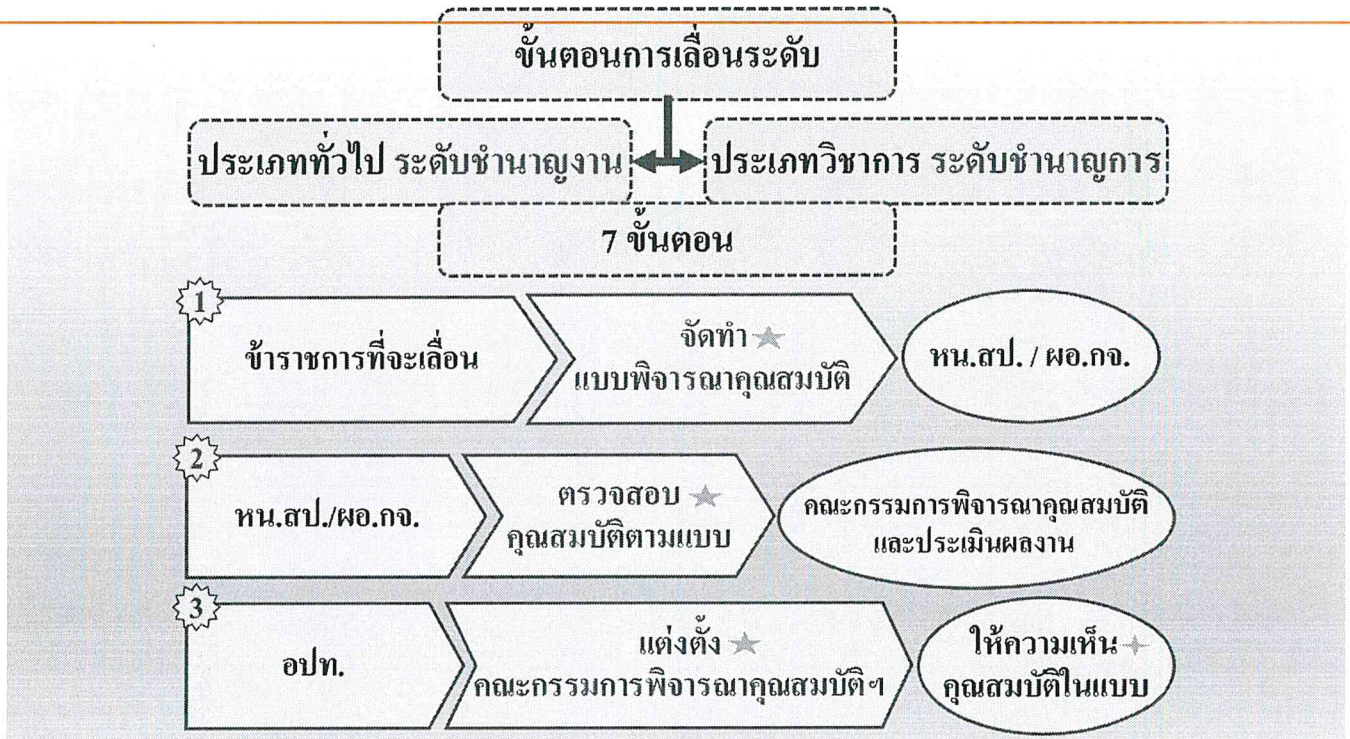 ขั้นตอนการเลื่อนระดับ
ประเภททั่วไป ระดับชำนาญงาน
ประเภทวิชาการ ระดับชำนาญการ
7 ขั้นตอน
1
ข้าราชการที่จะเลื่อน
จัดทำ
แบบพิจารณาคุณสมบัติ
หน.สป. / ผอ.กจ.
2
หน.สป./ผอ.กจ.
ตรวจสอบ
คุณสมบัติตามแบบ
คณะกรรมการพิจารณาคุณสมบัติ
และประเมินผลงาน
3
อปท.
แต่งตั้ง
คณะกรรมการพิจารณาคุณสมบัติฯ
ให้ความเห็น
คุณสมบัติในแบบ